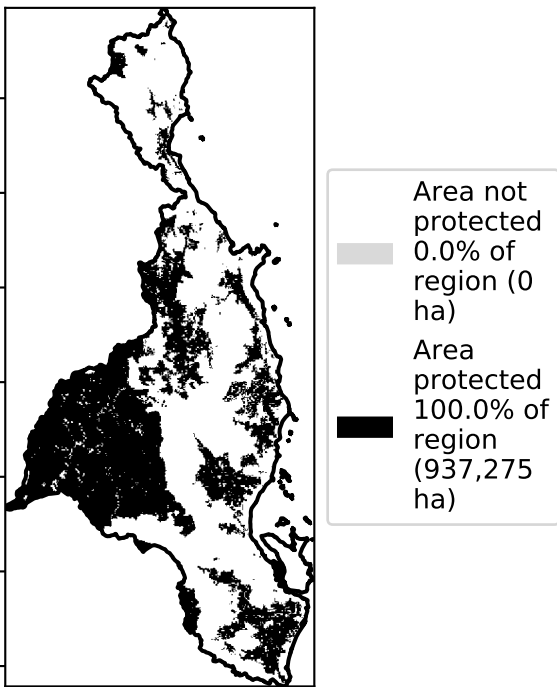 Area not
protected
0.0% of
region (0
ha)
Area
protected
100.0% of
region
(937,275
ha)